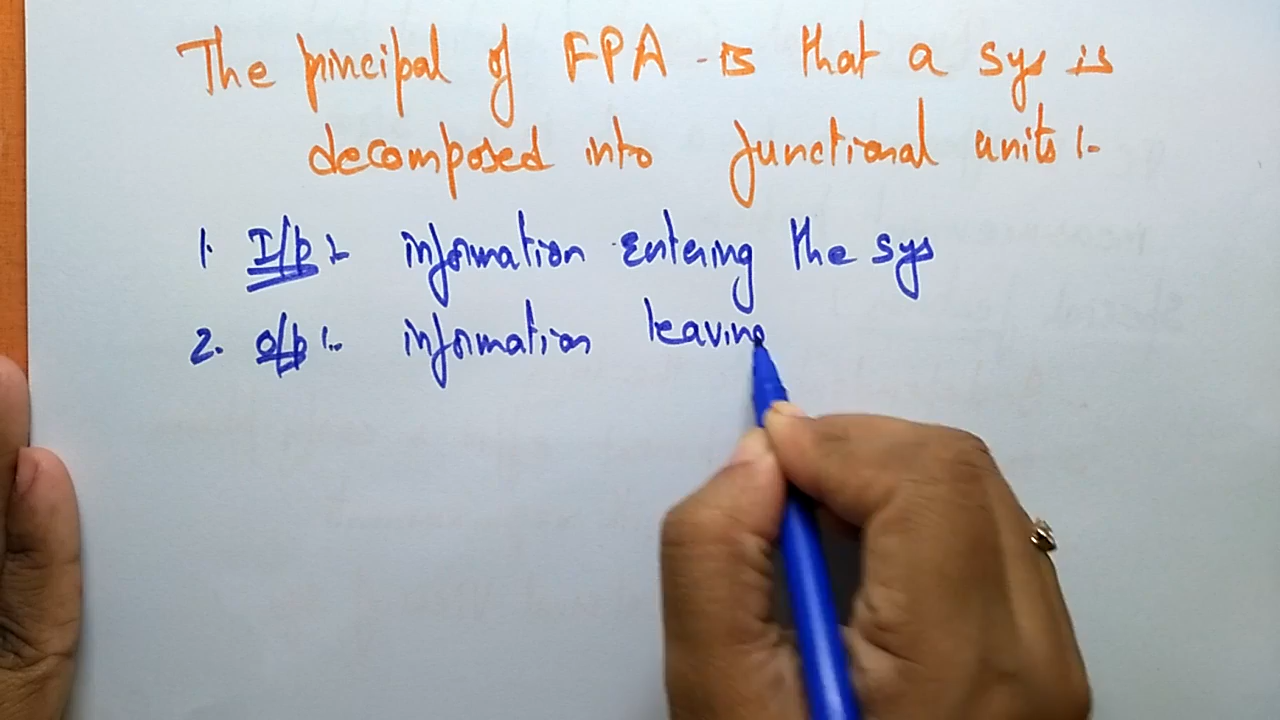 The principal of FPA - is that a sys is
decomposed into functional units :-
1. I/p :- information entering the sys
2. o/p :- information leaving